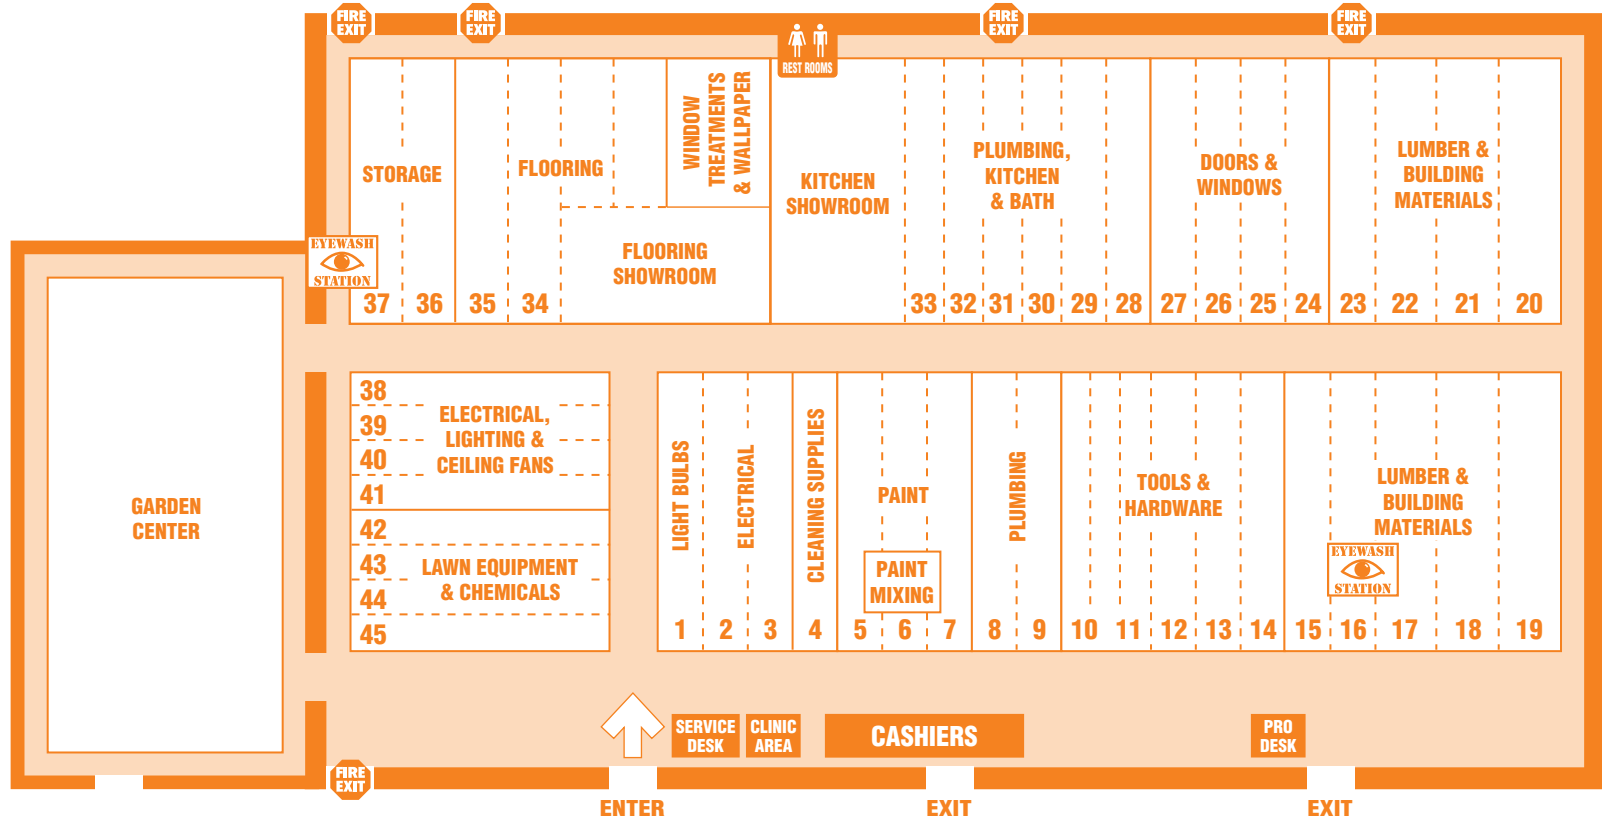 FIRE
EXIT
FIRE
EXIT
FIRE
EXIT
FIRE
EXIT
REST ROOMS
STORAGE
FLOORING
WINDOW
TREATMENTS
& WALLPAPER
FLOORING
SHOWROOM
KITCHEN
SHOWROOM
PLUMBING,
KITCHEN
& BATH
DOORS &
WINDOWS
LUMBER &
BUILDING
MATERIALS
EYEWASH
STATION
37 36 35 34 33 32 31 30 29 28 27 26 25 24 23 22 21 20
GARDEN
CENTER
38
39
40
41
ELECTRICAL,
LIGHTING &
CEILING FANS
42
43
44
45
LAWN EQUIPMENT
& CHEMICALS
LIGHT BULBS
ELECTRICAL
CLEANING SUPPLIES
PAINT
PAINT
MIXING
PLUMBING
TOOLS &
HARDWARE
LUMBER &
BUILDING
MATERIALS
EYEWASH
STATION
1 2 3 4 5 6 7 8 9 10 11 12 13 14 15 16 17 18 19
SERVICE
DESK
CLINIC
AREA
CASHIERS
PRO
DESK
FIRE
EXIT
ENTER
EXIT
EXIT